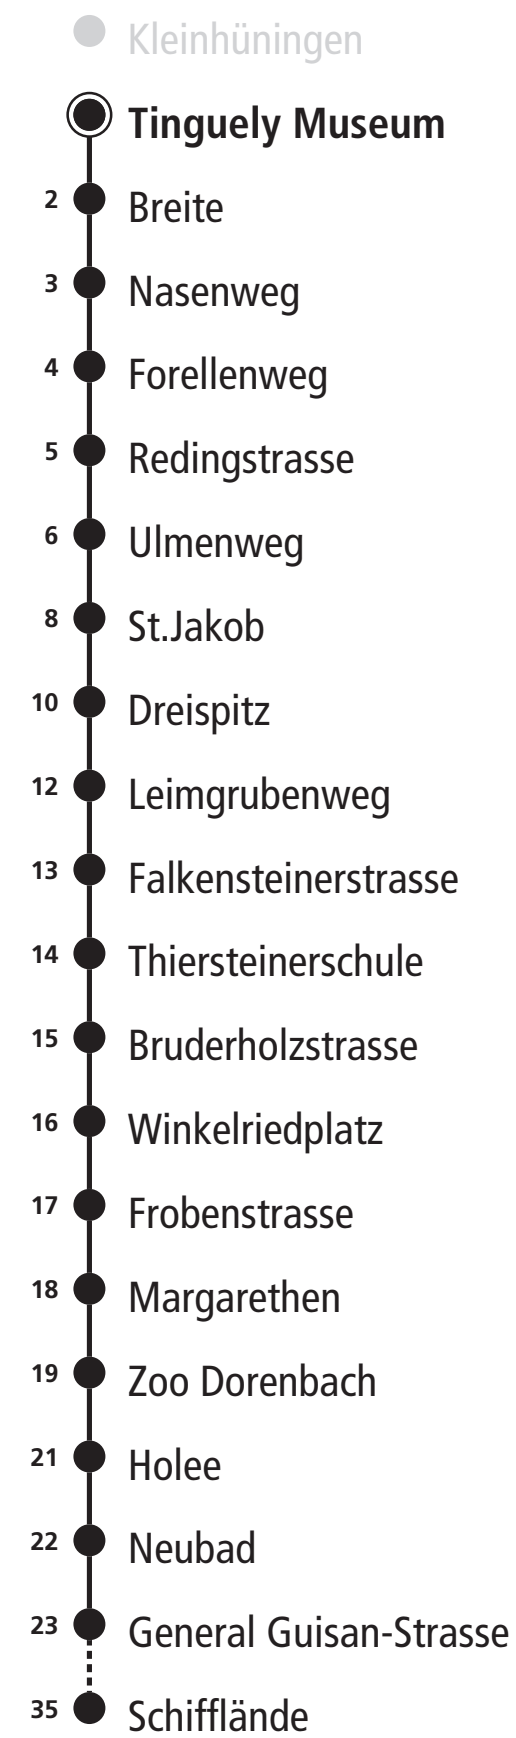 Kleinhüningen
Tinguely Museum
2 Breite
3 Nasenweg
4 Forellenweg
5 Redingstrasse
6 Ulmenweg
8 St.Jakob
10 Dreispitz
12 Leimgrubenweg
13 Falkensteinerstrasse
14 Thiersteinerschule
15 Bruderholzstrasse
16 Winkelriedplatz
17 Frobenstrasse
18 Margarethen
19 Zoo Dorenbach
21 Holee
22 Neubad
23 General Guisan-Strasse
35 Schifflände